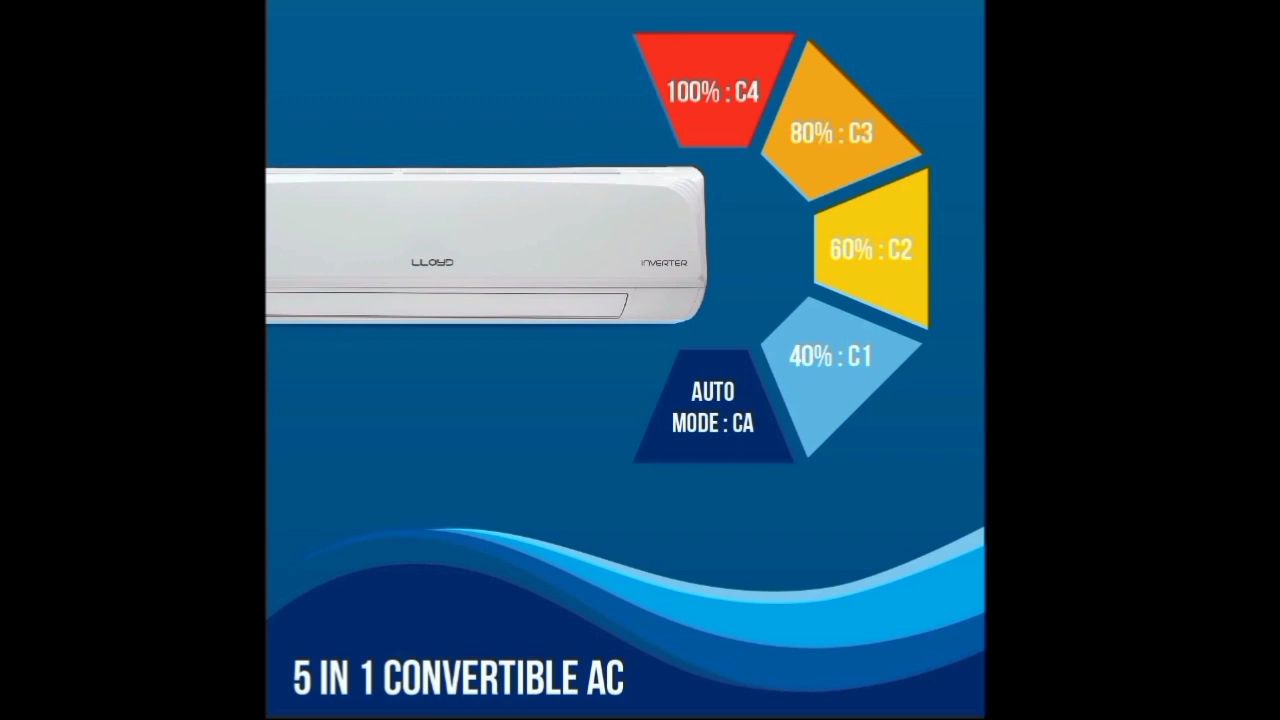 100% : C4
80% : C3
60% : C2
LLOYD
INVERTER
40% : C1
AUTO
MODE : CA
5 IN 1 CONVERTIBLE AC